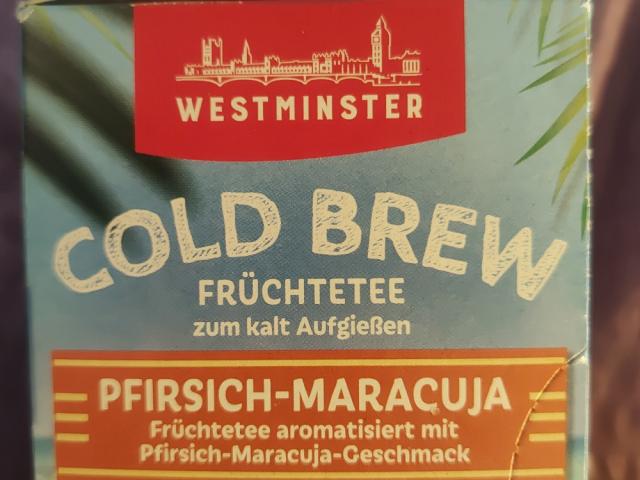 WESTMINSTER
COLD BREW
FRÜCHTETEE
zum kalt Aufgießen
PFIRSICH-MARACUJA
Früchtetee aromatisiert mit
Pfirsich-Maracuja-Geschmack